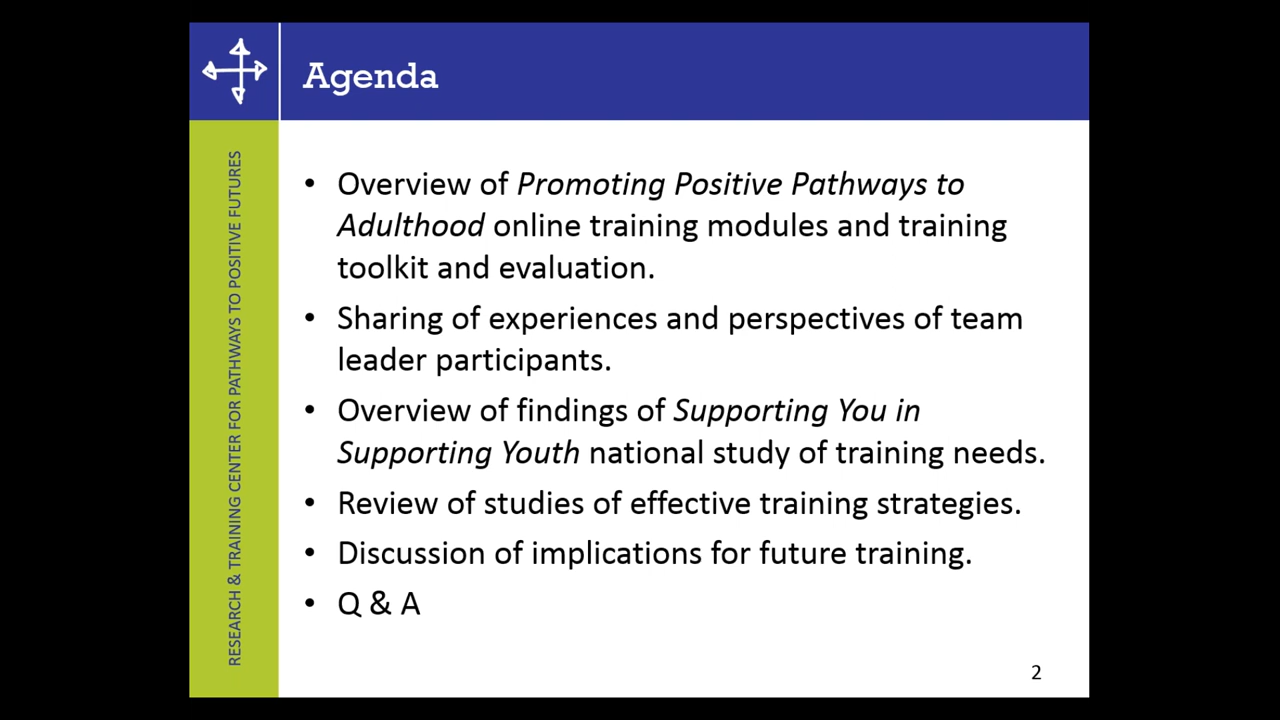 Agenda
RESEARCH & TRAINING CENTER FOR PATHWAYS TO POSITIVE FUTURES
• Overview of Promoting Positive Pathways to
Adulthood online training modules and training
toolkit and evaluation.
• Sharing of experiences and perspectives of team
leader participants.
• Overview of findings of Supporting You in
Supporting Youth national study of training needs.
• Review of studies of effective training strategies.
• Discussion of implications for future training.
• Q & A
2